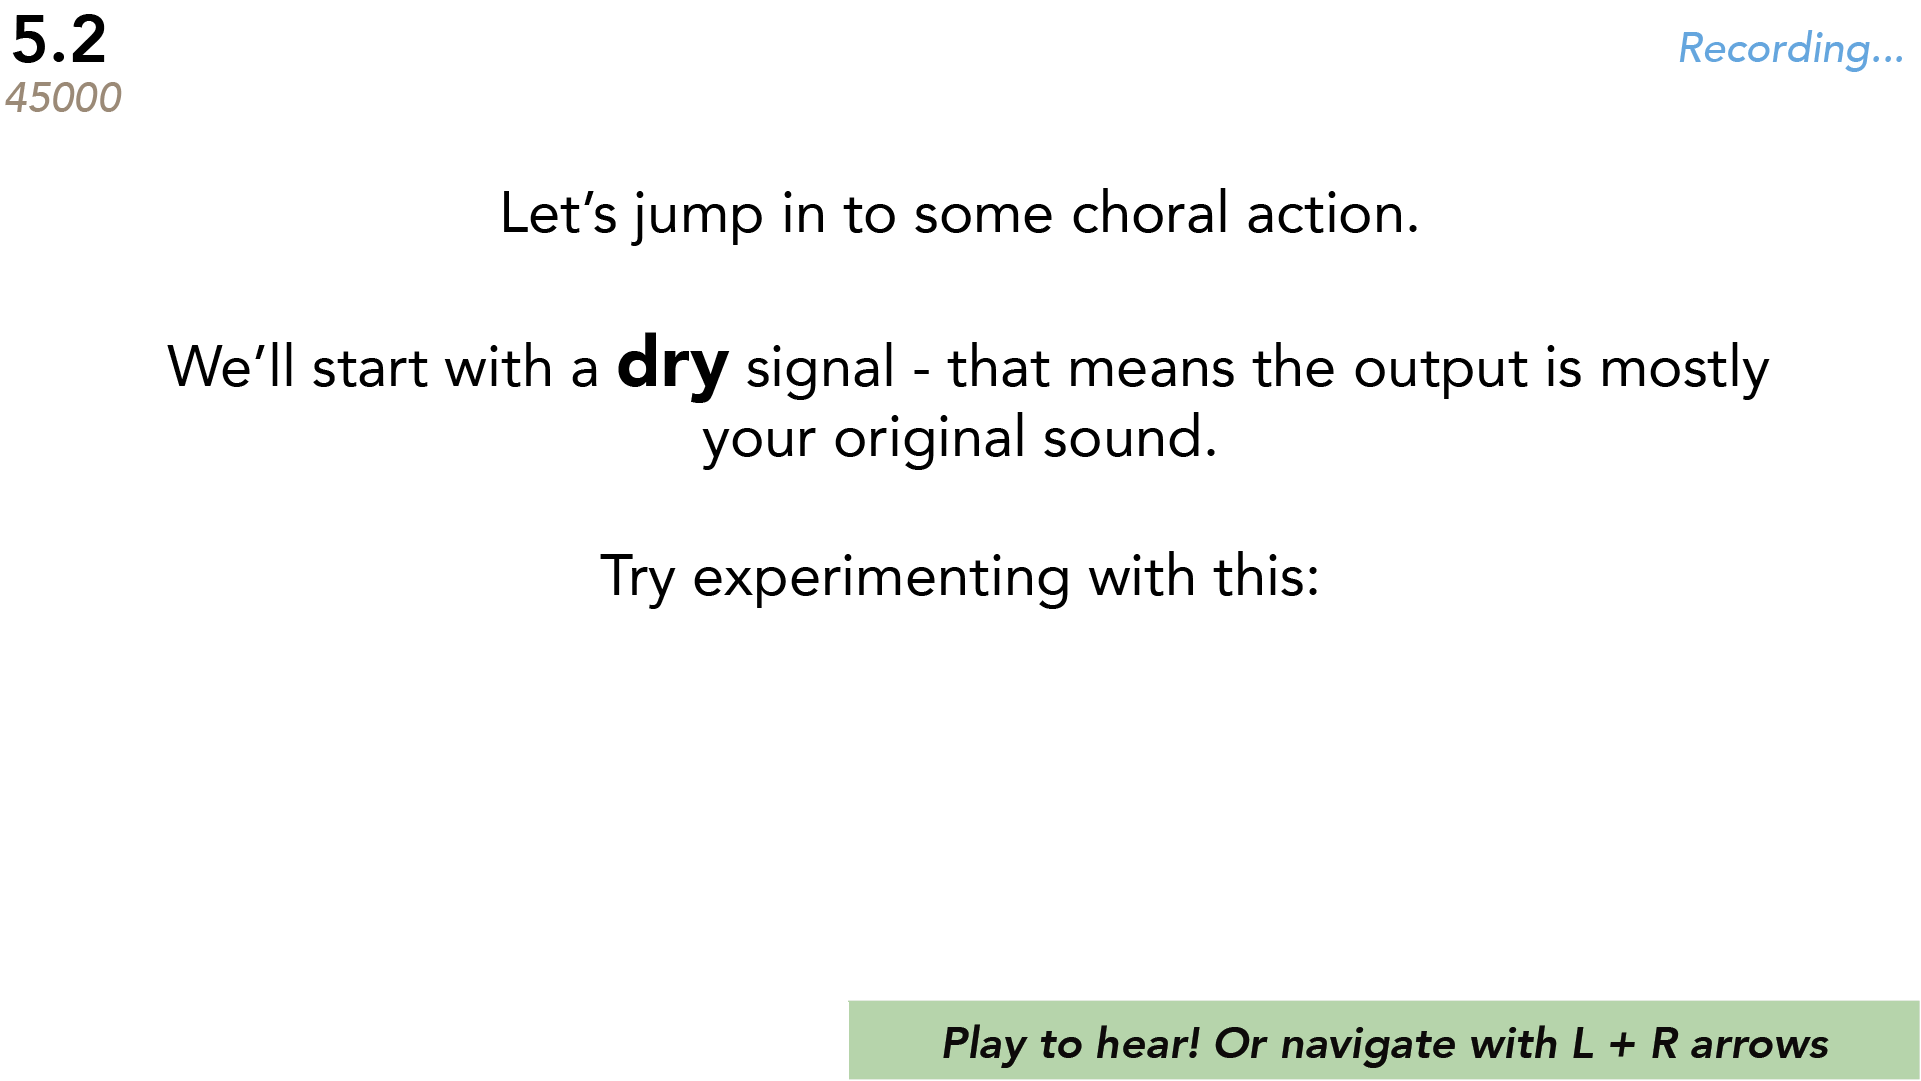 5.2
45000
Recording...
Let’s jump in to some choral action.
We’ll start with a dry signal - that means the output is mostly
your original sound.
Try experimenting with this:
Play to hear! Or navigate with L + R arrows